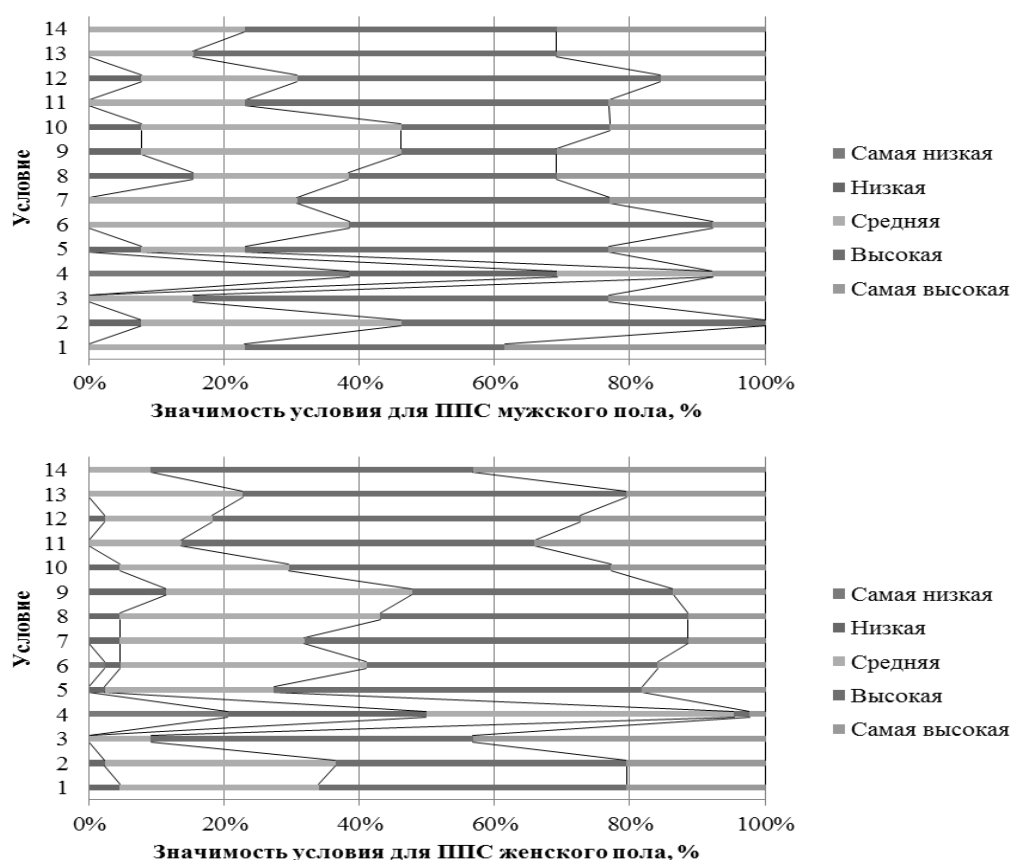 14
13
12
11
10
9
8
7
6
5
4
3
2
1
Условие
0% 20% 40% 60% 80% 100%
Значимость условия для ППС мужского пола, %
Самая низкая
Низкая
Средняя
Высокая
Самая высокая
14
13
12
11
10
9
8
7
6
5
4
3
2
1
Условие
0% 20% 40% 60% 80% 100%
Значимость условия для ППС женского пола, %
Самая низкая
Низкая
Средняя
Высокая
Самая высокая